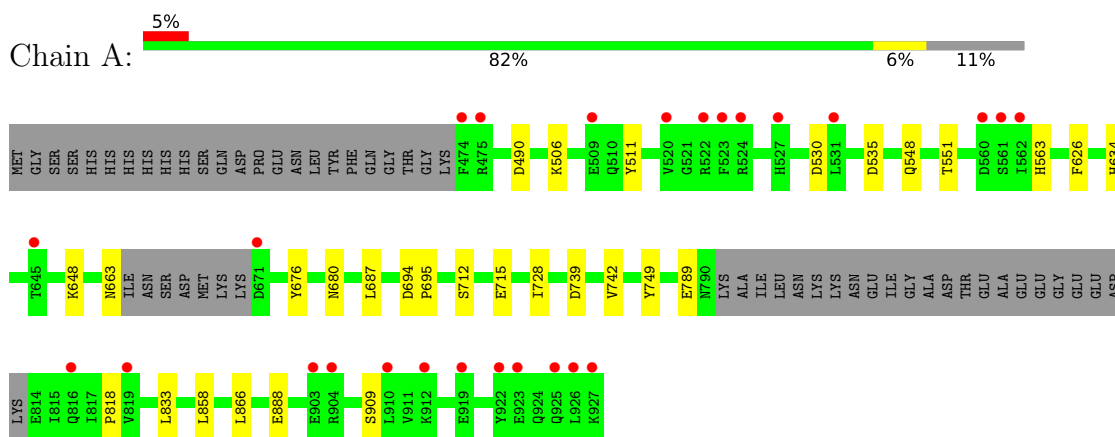 5%
Chain A:
82% 6% 11%
MET GLY SER SER HIS HIS HIS HIS HIS HIS SER GLN ASP PRO GLU ASN LEU TYR PHE GLN GLY THR GLY LYS F474 R475 D490 K506 E509 Q510 Y511 V520 G521 R522 F523 R524 H527 D530 L531 D535 Q548 T551 D560 S561 I562 H563 F626 H634
T645 K648 N663 ILE ASN SER ASP MET LYS LYS D671 Y676 N680 L687 D694 P695 S712 E715 I728 D739 V742 Y749 E789 N790 LYS ALA ILE LEU ASN LYS LYS ASN GLU ILE GLY ALA ASP THR GLU ALA GLU GLU GLY GLU GLU ASP
LYS E814 I815 Q816 I817 P818 V819 L833 L858 L866 E888 E903 R904 S909 L910 V911 K912 E919 Y922 E923 Q924 Q925 L926 K927